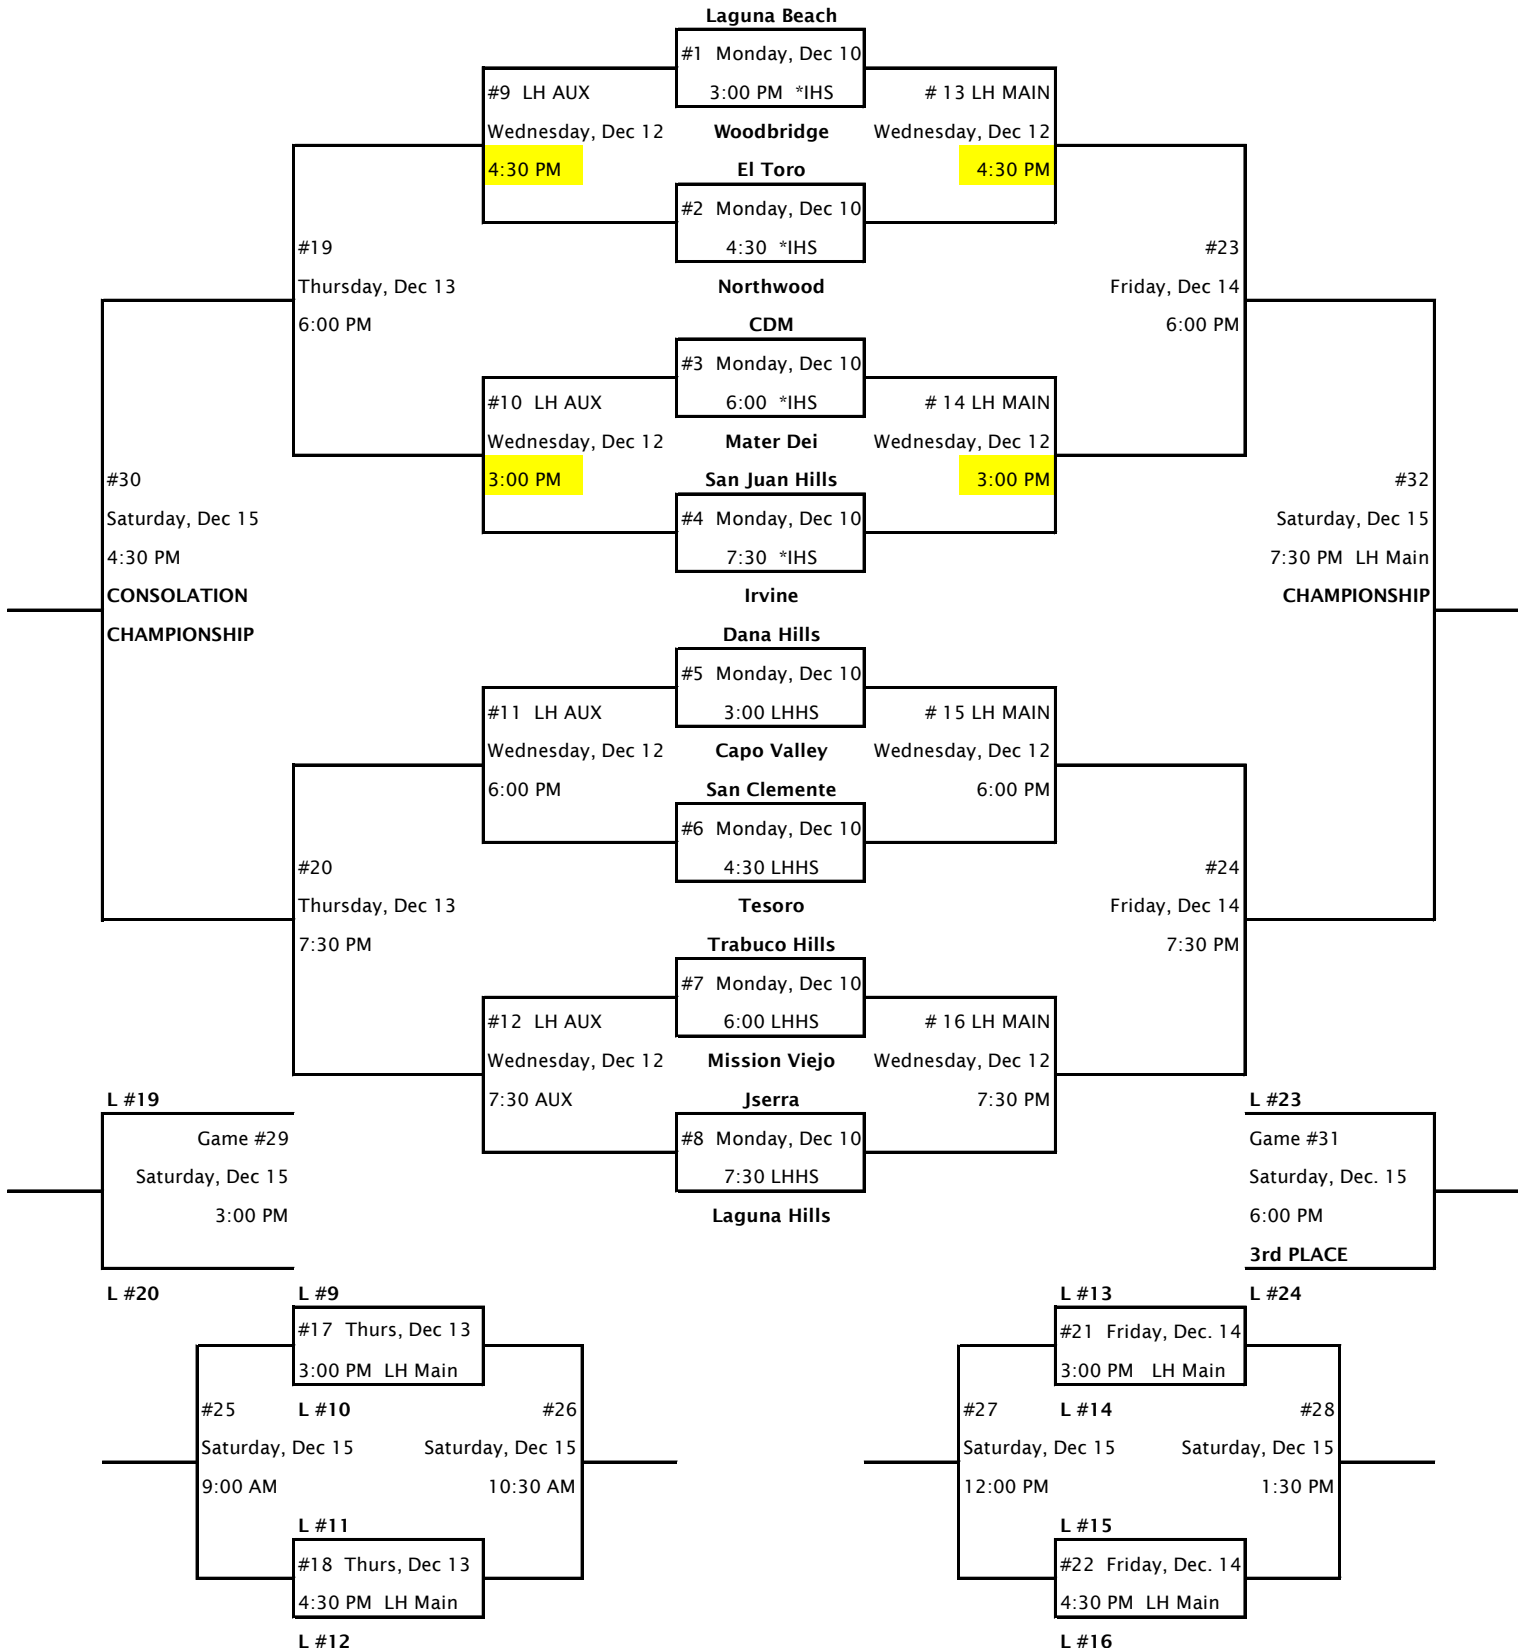 Laguna Beach
#1 Monday, Dec 10
#9 LH AUX
3:00 PM *IHS
# 13 LH MAIN
Wednesday, Dec 12
Woodbridge
Wednesday, Dec 12
4:30 PM
El Toro
4:30 PM
#2 Monday, Dec 10
#19
4:30 *IHS
#23
Thursday, Dec 13
Northwood
Friday, Dec 14
6:00 PM
CDM
6:00 PM
#3 Monday, Dec 10
#10 LH AUX
6:00 *IHS
# 14 LH MAIN
Wednesday, Dec 12
Mater Dei
Wednesday, Dec 12
#30
3:00 PM
San Juan Hills
3:00 PM
#32
Saturday, Dec 15
#4 Monday, Dec 10
Saturday, Dec 15
4:30 PM
7:30 *IHS
7:30 PM LH Main
CONSOLATION
Irvine
CHAMPIONSHIP
CHAMPIONSHIP
Dana Hills
#5 Monday, Dec 10
#11 LH AUX
3:00 LHHS
# 15 LH MAIN
Wednesday, Dec 12
Capo Valley
Wednesday, Dec 12
6:00 PM
San Clemente
6:00 PM
#6 Monday, Dec 10
#20
4:30 LHHS
#24
Thursday, Dec 13
Tesoro
Friday, Dec 14
7:30 PM
Trabuco Hills
7:30 PM
#7 Monday, Dec 10
#12 LH AUX
6:00 LHHS
# 16 LH MAIN
Wednesday, Dec 12
Mission Viejo
Wednesday, Dec 12
L #19
7:30 AUX
Jserra
7:30 PM
L #23
Game #29
#8 Monday, Dec 10
Game #31
Saturday, Dec 15
7:30 LHHS
Saturday, Dec. 15
3:00 PM
Laguna Hills
6:00 PM
3rd PLACE
L #20
L #9
L #13
L #24
#17 Thurs, Dec 13
#21 Friday, Dec. 14
3:00 PM LH Main
3:00 PM LH Main
#25
L #10
#26
#27
L #14
#28
Saturday, Dec 15
Saturday, Dec 15
Saturday, Dec 15
Saturday, Dec 15
9:00 AM
10:30 AM
12:00 PM
1:30 PM
L #11
L #15
#18 Thurs, Dec 13
#22 Friday, Dec. 14
4:30 PM LH Main
4:30 PM LH Main
L #12
L #16